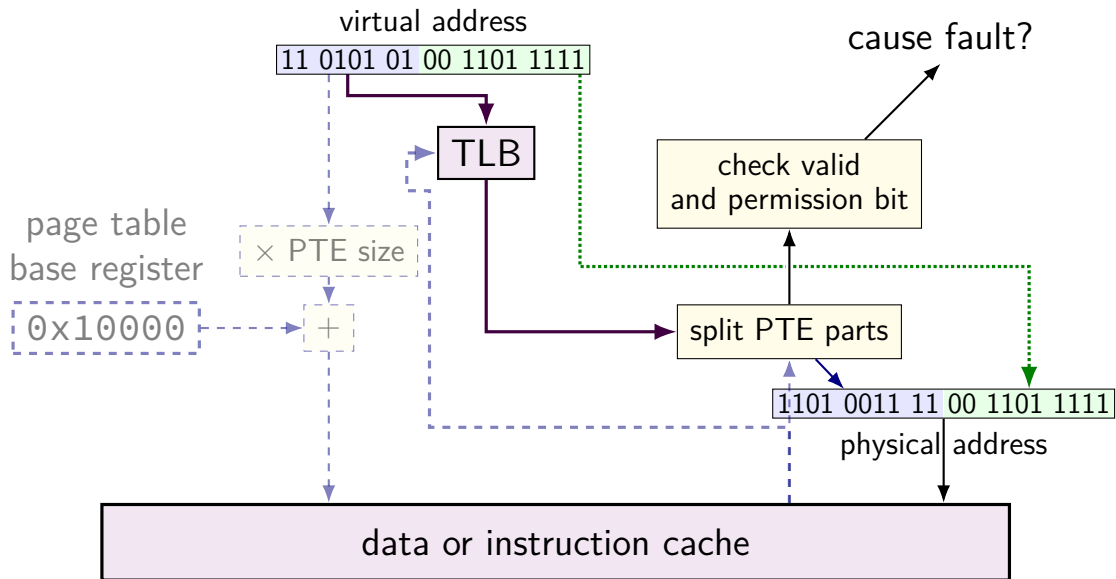 virtual address
11 0101 01 00 1101 1111
cause fault?
TLB
check valid
and permission bit
page table
base register
× PTE size
0x10000
+
split PTE parts
1101 0011 11 00 1101 1111
physical address
data or instruction cache